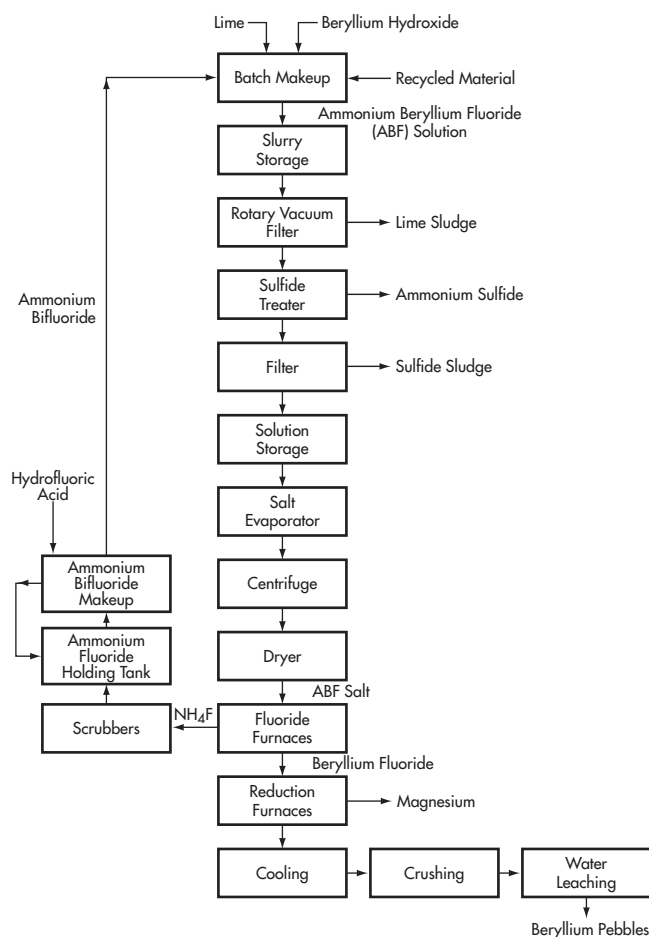 Lime
Beryllium Hydroxide
Batch Makeup
Recycled Material
Ammonium Beryllium Fluoride
(ABF) Solution
Slurry
Storage
Rotary Vacuum
Filter
Lime Sludge
Ammonium
Bifluoride
Sulfide
Treater
Ammonium Sulfide
Filter
Sulfide Sludge
Solution
Storage
Hydrofluoric
Acid
Salt
Evaporator
Ammonium
Bifluoride
Makeup
Centrifuge
Ammonium
Fluoride
Holding Tank
Dryer
ABF Salt
Scrubbers
NH4F
Fluoride
Furnaces
Beryllium Fluoride
Reduction
Furnaces
Magnesium
Cooling
Crushing
Water
Leaching
Beryllium Pebbles